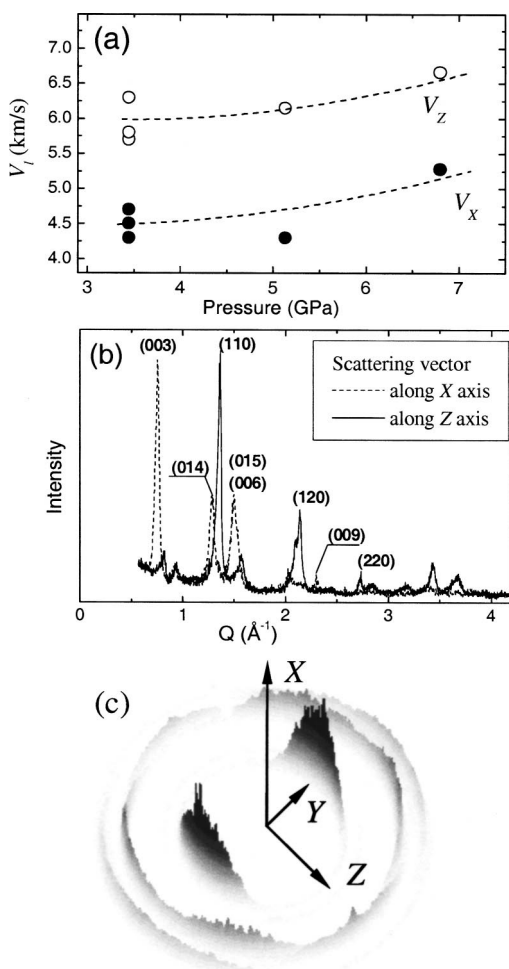 (a)
7.0
6.5
6.0
5.5
5.0
4.5
4.0
V_l (km/s)
V_Z
V_X
3 4 5 6 7
Pressure (GPa)
(b)
(003)
(110)
(014)
(015)
(006)
(120)
(009)
(220)
Scattering vector
along X axis
along Z axis
Intensity
0 1 2 3 4
Q (Å⁻¹)
(c)
X
Y
Z